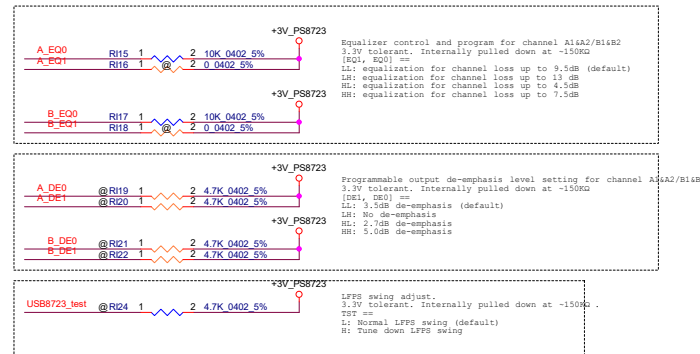 +3V_PS8723
A_EQ0 RI15 1 2 10K_0402_5%
A_EQ1 RI16 1 @ 2 0_0402_5%
Equalizer control and program for channel A1&A2/B1&B2
3.3V tolerant. Internally pulled down at ~150KΩ
[EQ1, EQ0] ==
LL: equalization for channel loss up to 9.5dB (default)
LH: equalization for channel loss up to 13 dB
HL: equalization for channel loss up to 4.5dB
HH: equalization for channel loss up to 7.5dB
+3V_PS8723
B_EQ0 RI17 1 2 10K_0402_5%
B_EQ1 RI18 1 @ 2 0_0402_5%
+3V_PS8723
A_DE0 @RI19 1 2 4.7K_0402_5%
A_DE1 @RI20 1 2 4.7K_0402_5%
Programmable output de-emphasis level setting for channel A1&A2/B1&B
3.3V tolerant. Internally pulled down at ~150KΩ
[DE1, DE0] ==
LL: 3.5dB de-emphasis (default)
LH: No de-emphasis
HL: 2.7dB de-emphasis
HH: 5.0dB de-emphasis
+3V_PS8723
B_DE0 @RI21 1 2 4.7K_0402_5%
B_DE1 @RI22 1 2 4.7K_0402_5%
+3V_PS8723
USB8723_test @RI24 1 2 4.7K_0402_5%
LFPS swing adjust.
3.3V tolerant. Internally pulled down at ~150KΩ .
TST ==
L: Normal LFPS swing (default)
H: Tune down LFPS swing